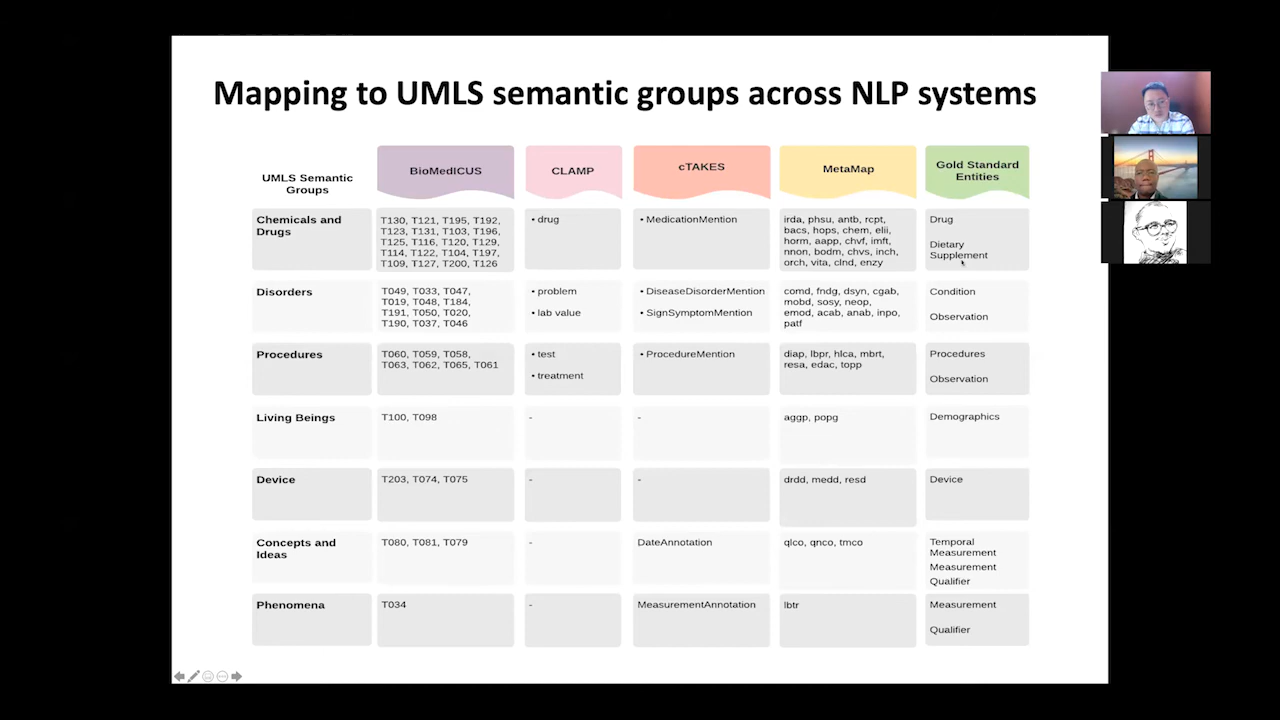 Mapping to UMLS semantic groups across NLP systems
UMLS Semantic
Groups
BioMedICUS
CLAMP
cTAKES
MetaMap
Gold Standard
Entities
Chemicals and
Drugs
T130, T121, T195, T192,
T123, T131, T103, T196,
T125, T116, T120, T129,
T114, T122, T104, T197,
T109, T127, T200, T126
• drug
• MedicationMention
irda, phsu, antb, rcpt,
bacs, hops, chem, elii,
horm, aapp, chvf, imft,
nnon, bodm, chvs, inch,
orch, vita, clnd, enzy
Drug
Dietary
Supplement
Disorders
T049, T033, T047,
T019, T048, T184,
T191, T050, T020,
T190, T037, T046
• problem
• lab value
• DiseaseDisorderMention
• SignSymptomMention
comd, fndg, dsyn, cgab,
mobd, sosy, neop,
emod, acab, anab, inpo,
patf
Condition
Observation
Procedures
T060, T059, T058,
T063, T062, T065, T061
• test
• treatment
• ProcedureMention
diap, lbpr, hlca, mbrt,
resa, edac, topp
Procedures
Observation
Living Beings
T100, T098
-
-
aggp, popg
Demographics
Device
T203, T074, T075
-
-
drdd, medd, resd
Device
Concepts and
Ideas
T080, T081, T079
-
DateAnnotation
qlco, qnco, tmco
Temporal
Measurement
Measurement
Qualifier
Phenomena
T034
-
MeasurementAnnotation
lbtr
Measurement
Qualifier